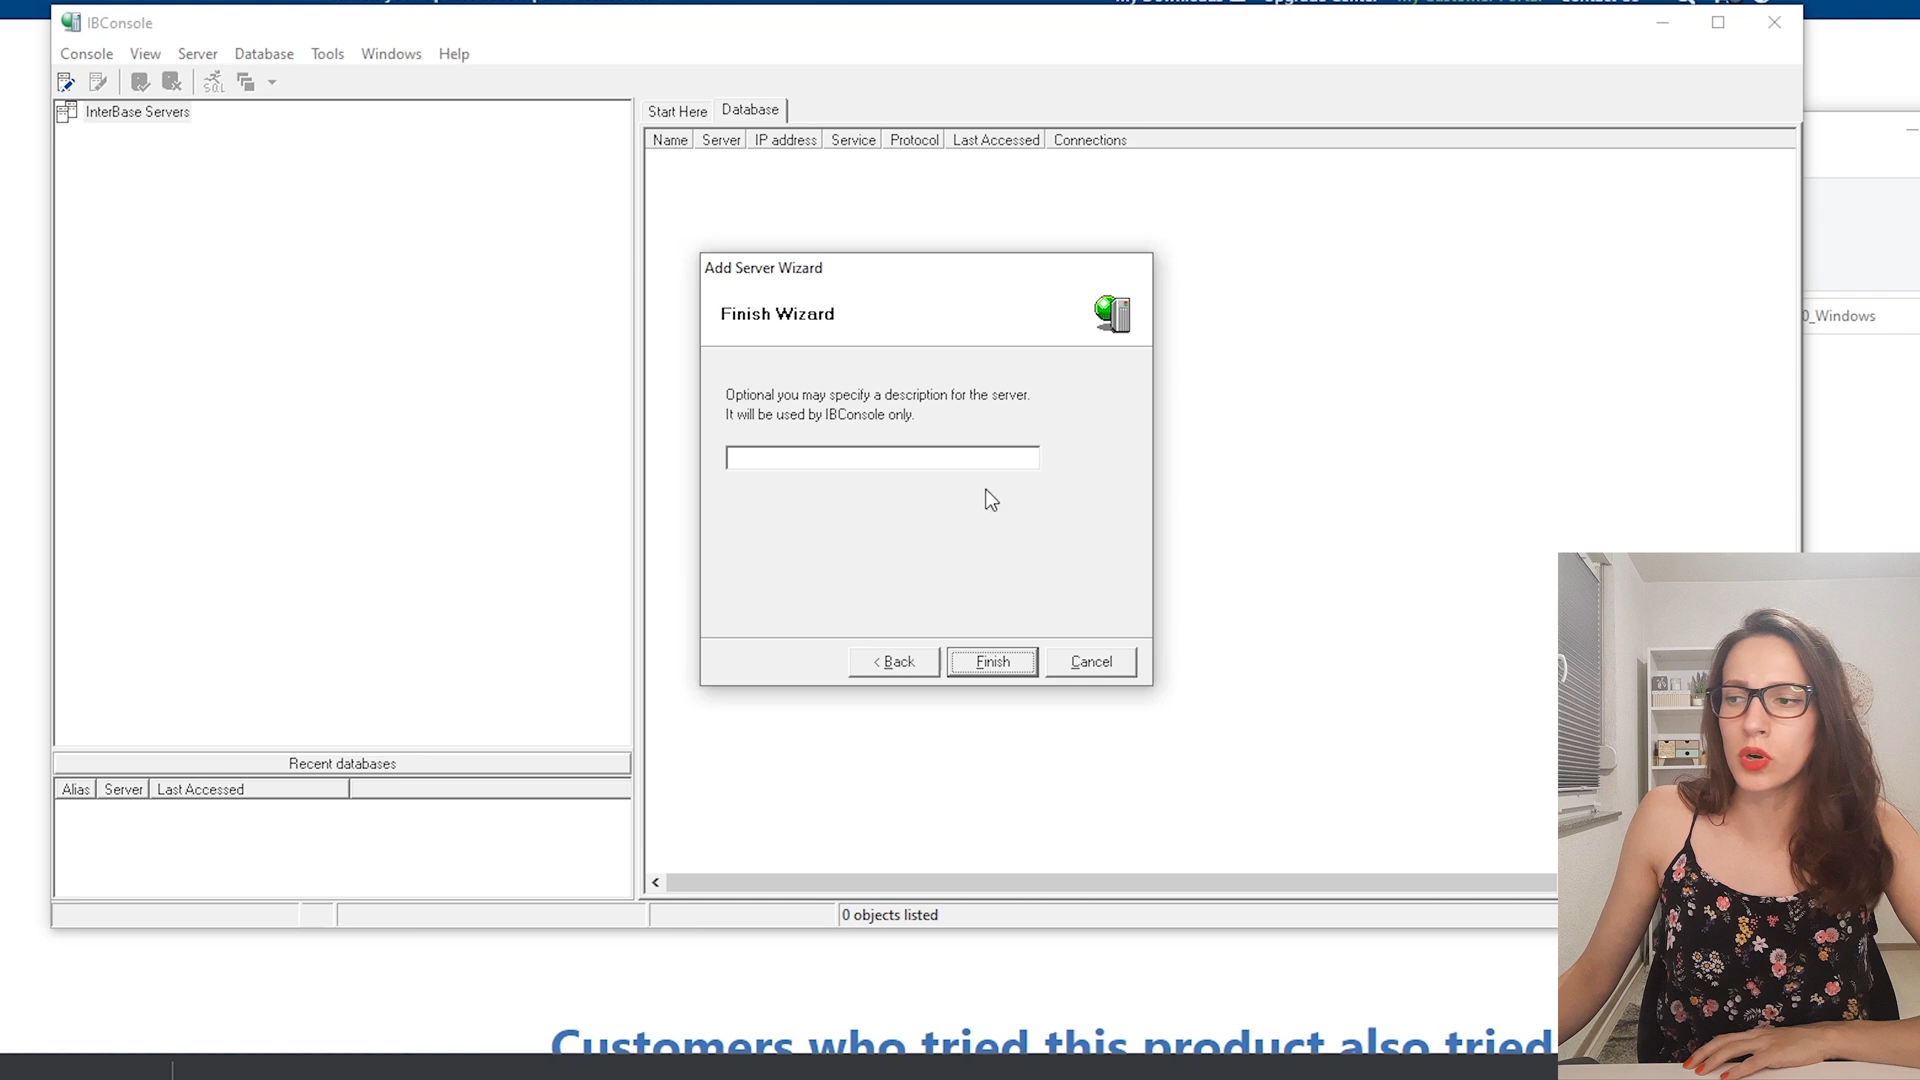 IBConsole
Console View Server Database Tools Windows Help
SQL
InterBase Servers
Start Here Database
Name Server IP address Service Protocol Last Accessed Connections
Add Server Wizard
Finish Wizard
0_Windows
Optional you may specify a description for the server.
It will be used by IBConsole only.
< Back Finish Cancel
Recent databases
Alias Server Last Accessed
0 objects listed
Customers who tried this product also tried